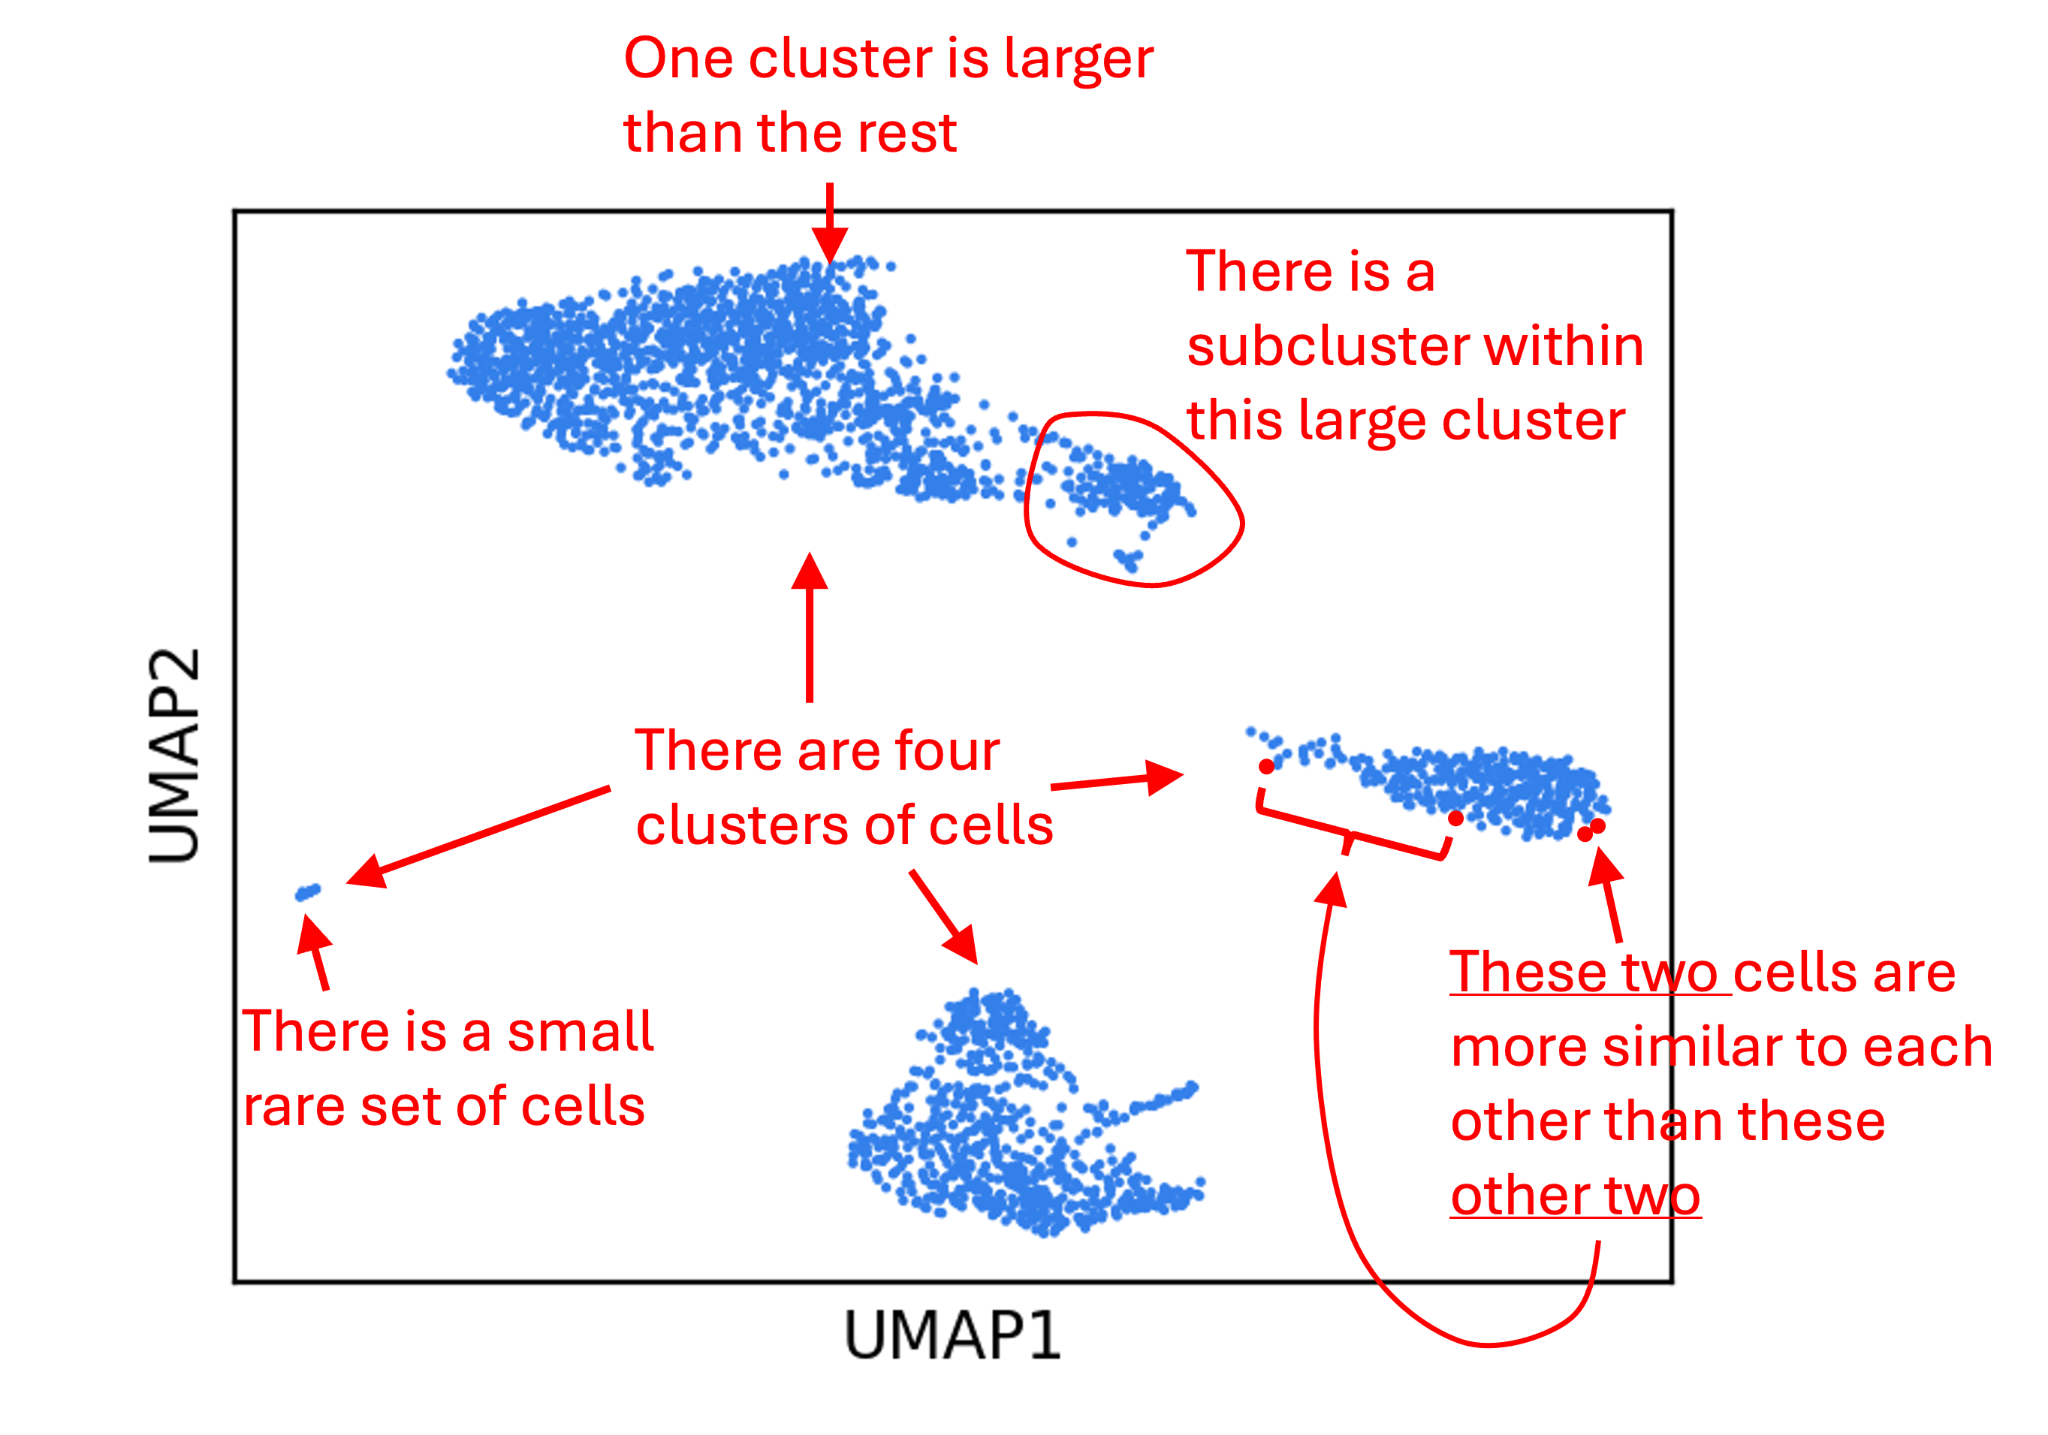 One cluster is larger
than the rest
There is a
subcluster within
this large cluster
UMAP2
There are four
clusters of cells
There is a small
rare set of cells
These two cells are
more similar to each
other than these
other two
UMAP1